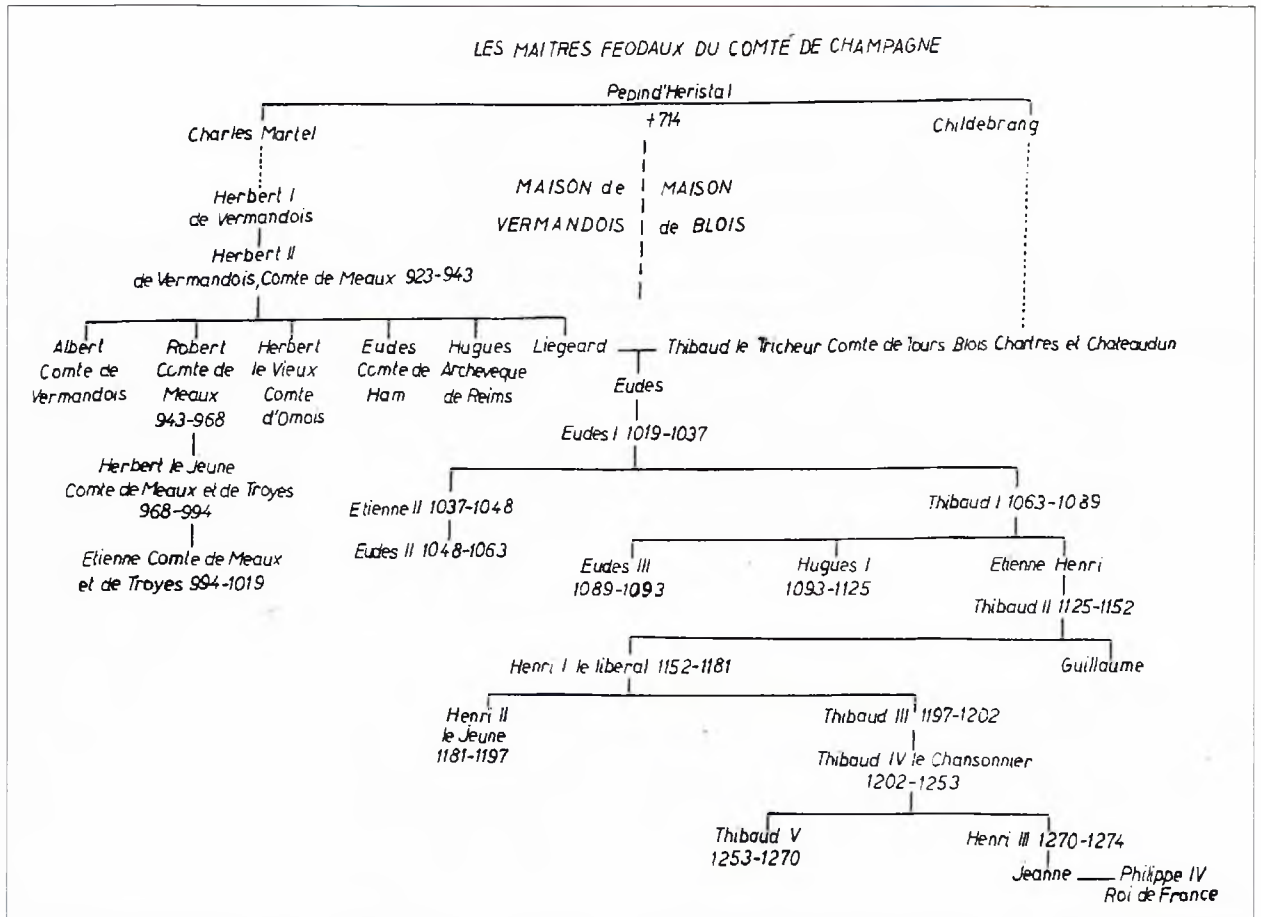 LES MAITRES FEODAUX DU COMTÉ DE CHAMPAGNE
Pepin d'Heristal
+714
Charles Martel
Childebrang
Herbert I
de Vermandois
MAISON de
VERMANDOIS
MAISON
de BLOIS
Herbert II
de Vermandois, Comte de Meaux 923-943
Albert
Comte de
Vermandois
Robert
Comte de
Meaux
943-968
Herbert
le Vieux
Comte
d'Omois
Eudes
Comte de
Ham
Hugues
Archeveque
de Reims
Liegeard
Thibaud le Tricheur Comte de Tours Blois Chartres et Chateaudun
Eudes
Eudes I 1019-1037
Herbert le Jeune
Comte de Meaux et de Troyes
968-994
Etienne Comte de Meaux
et de Troyes 994-1019
Etienne II 1037-1048
Eudes II 1048-1063
Thibaud I 1063-1089
Eudes III
1089-1093
Hugues I
1093-1125
Etienne Henri
Thibaud II 1125-1152
Henri I le liberal 1152-1181
Guillaume
Henri II
le Jeune
1181-1197
Thibaud III 1197-1202
Thibaud IV le Chansonnier
1202-1253
Thibaud V
1253-1270
Henri III 1270-1274
Jeanne
Philippe IV
Roi de France